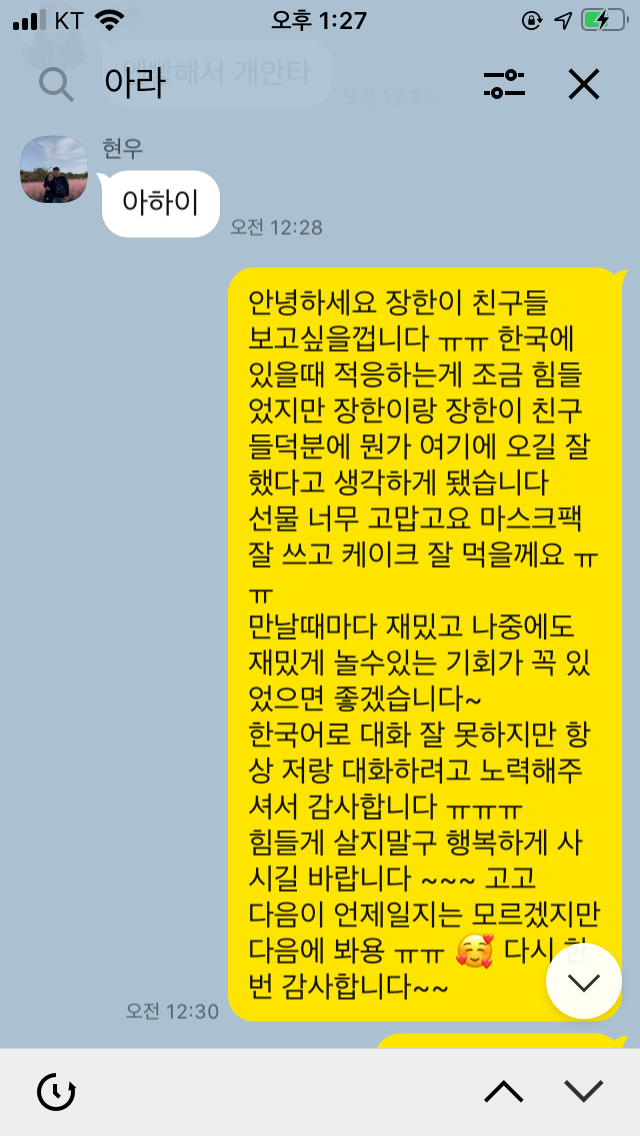 KT
오후 1:27
아라
오전 12:25
현우
아하이
오전 12:28
안녕하세요 장한이 친구들
보고싶을껍니다 ㅠㅠ 한국에
있을때 적응하는게 조금 힘들
었지만 장한이랑 장한이 친구
들덕분에 뭔가 여기에 오길 잘
했다고 생각하게 됐습니다
선물 너무 고맙고요 마스크팩
잘 쓰고 케이크 잘 먹을께요 ㅠ
ㅠ
만날때마다 재밌고 나중에도
재밌게 놀수있는 기회가 꼭 있
었으면 좋겠습니다~
한국어로 대화 잘 못하지만 항
상 저랑 대화하려고 노력해주
셔서 감사합니다 ㅠㅠㅠ
힘들게 살지말구 행복하게 사
시길 바랍니다 ~~~ 고고
다음이 언제일지는 모르겠지만
다음에 봐용 ㅠㅠ 🥰 다시 한
번 감사합니다~~
오전 12:30